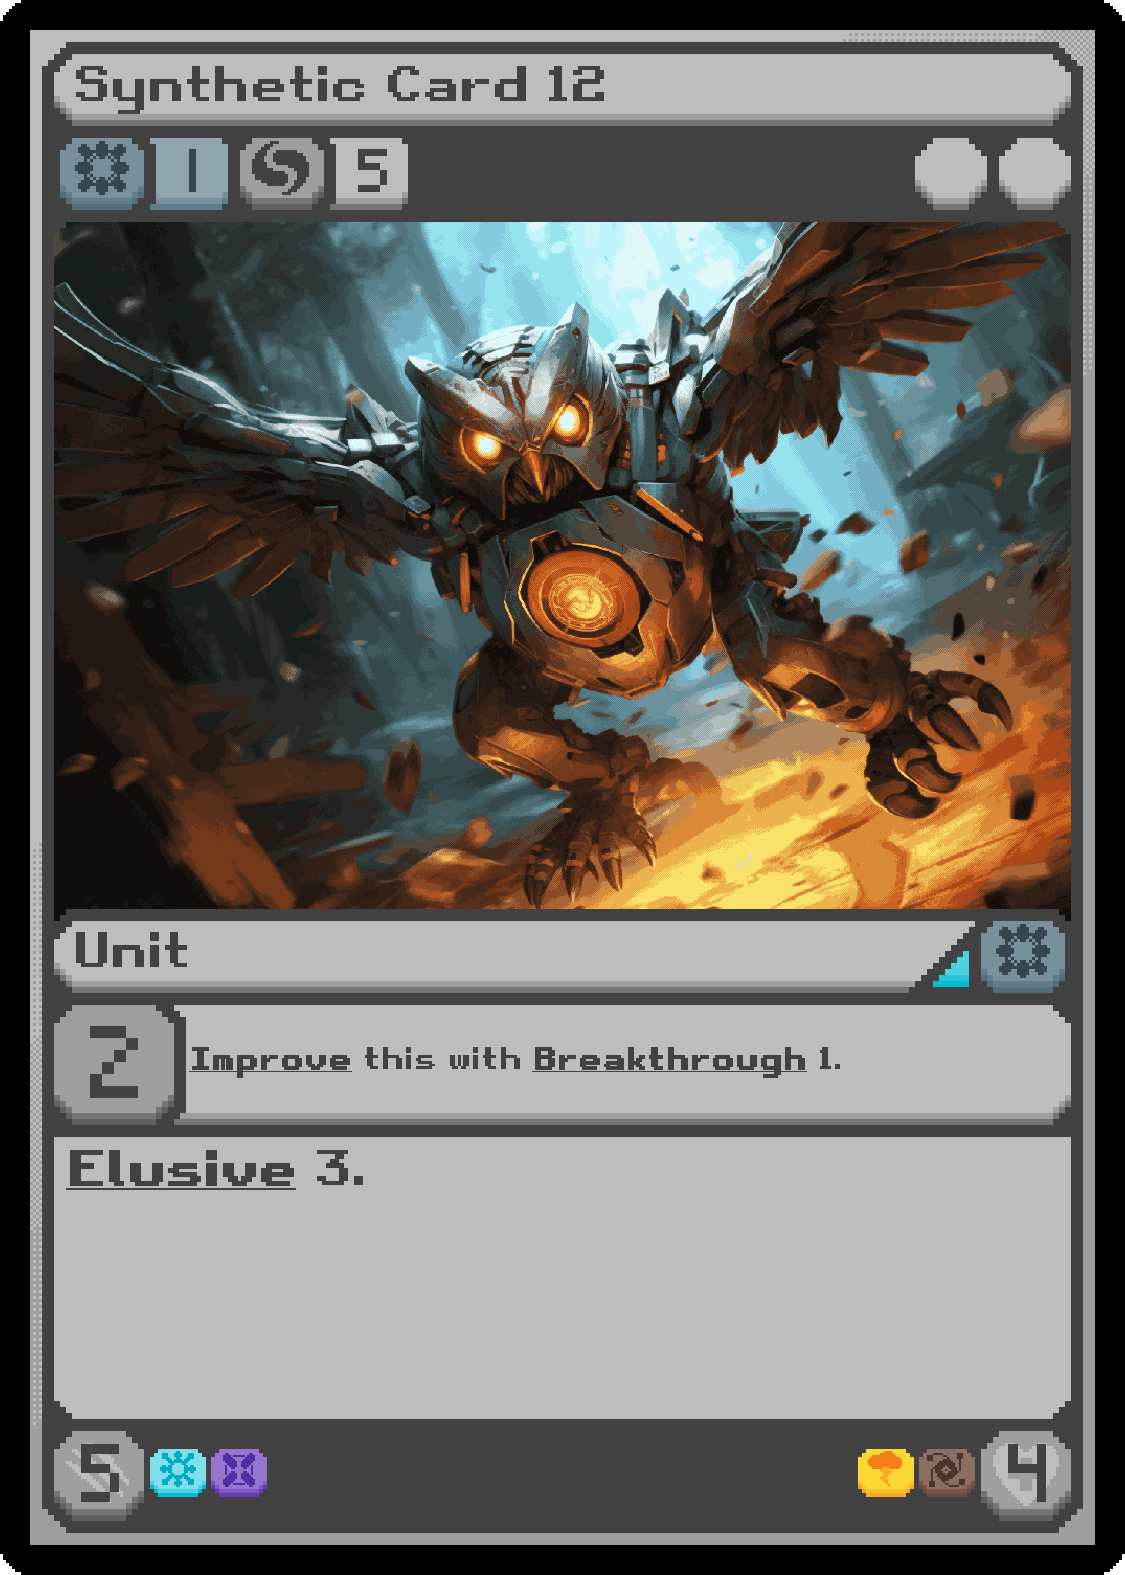 Synthetic Card 12
1 5
Unit
2 Improve this with Breakthrough 1.
Elusive 3.
5 4